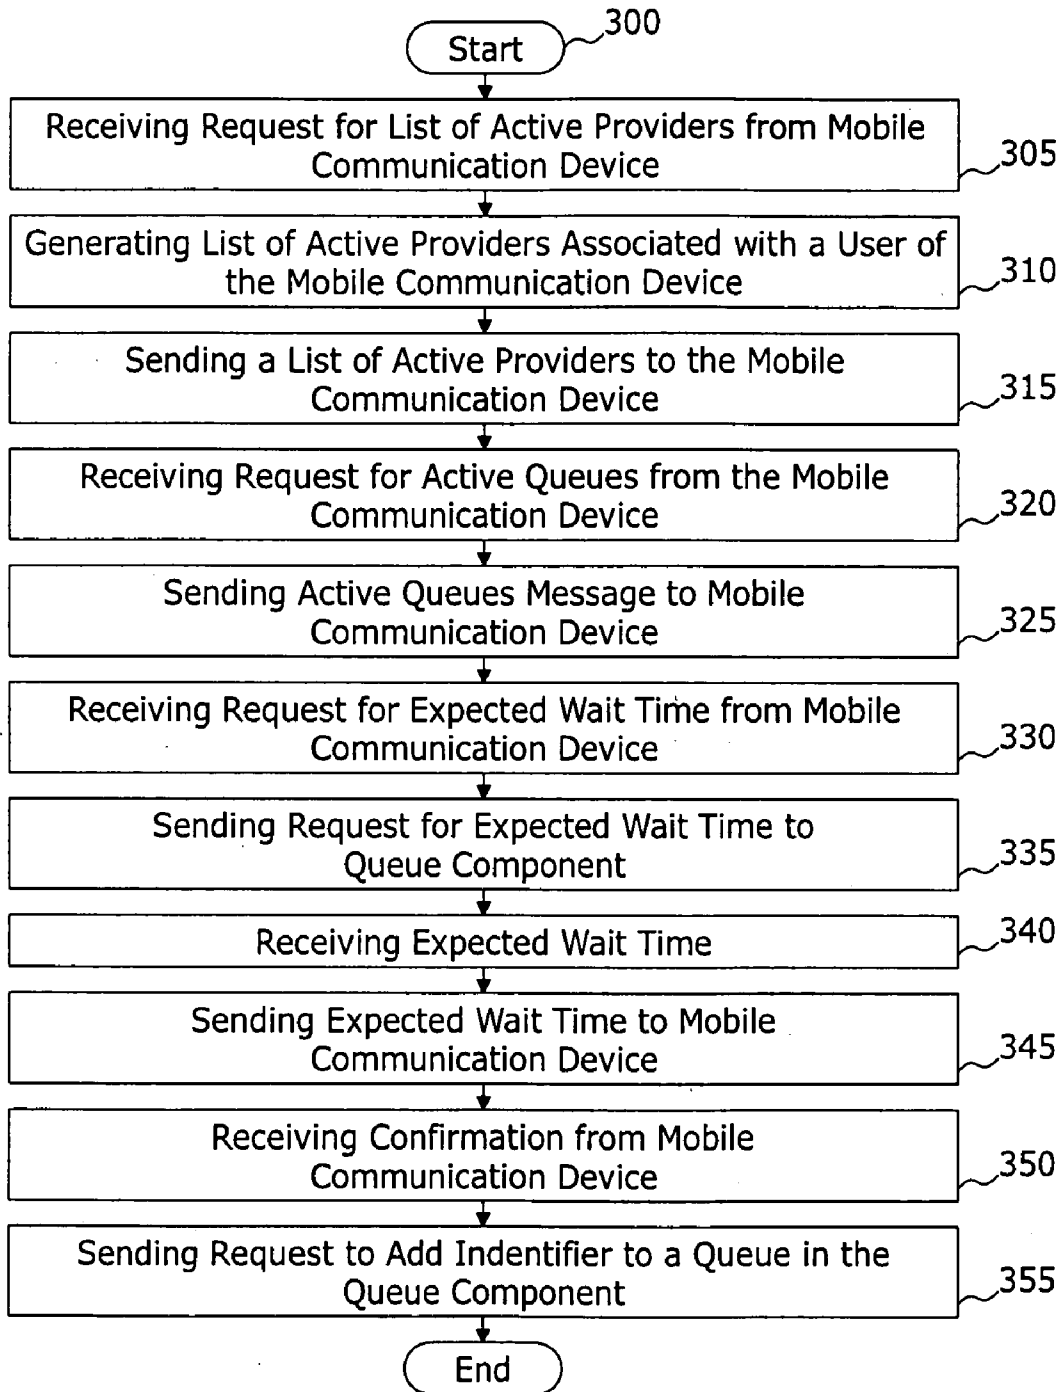 Start
300
Receiving Request for List of Active Providers from Mobile
Communication Device
305
Generating List of Active Providers Associated with a User of
the Mobile Communication Device
310
Sending a List of Active Providers to the Mobile
Communication Device
315
Receiving Request for Active Queues from the Mobile
Communication Device
320
Sending Active Queues Message to Mobile
Communication Device
325
Receiving Request for Expected Wait Time from Mobile
Communication Device
330
Sending Request for Expected Wait Time to
Queue Component
335
Receiving Expected Wait Time
340
Sending Expected Wait Time to Mobile
Communication Device
345
Receiving Confirmation from Mobile
Communication Device
350
Sending Request to Add Indentifier to a Queue in the
Queue Component
355
End